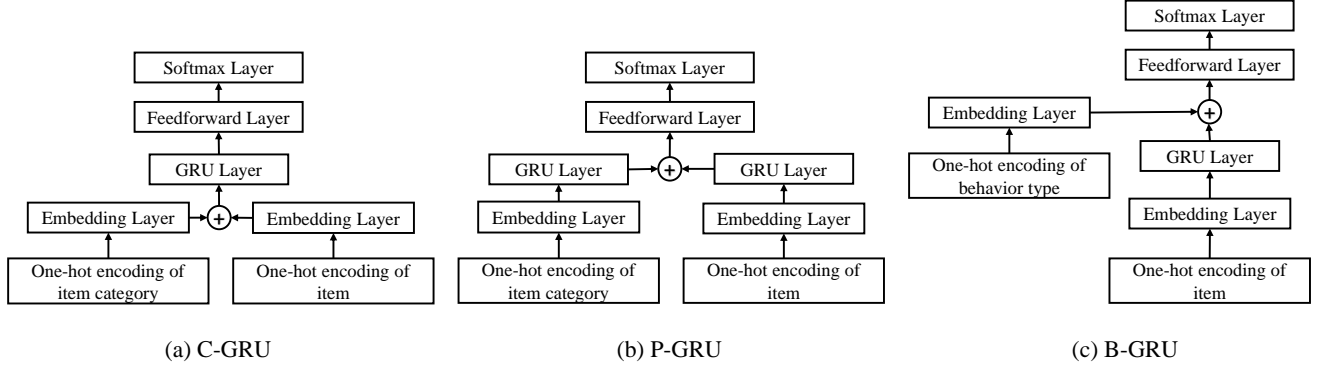 Softmax Layer
Feedforward Layer
GRU Layer
+
Embedding Layer
Embedding Layer
One-hot encoding of
item category
One-hot encoding of
item
(a) C-GRU
Softmax Layer
Feedforward Layer
GRU Layer
+
GRU Layer
Embedding Layer
Embedding Layer
One-hot encoding of
item category
One-hot encoding of
item
(b) P-GRU
Softmax Layer
Feedforward Layer
Embedding Layer
+
One-hot encoding of
behavior type
GRU Layer
Embedding Layer
One-hot encoding of
item
(c) B-GRU